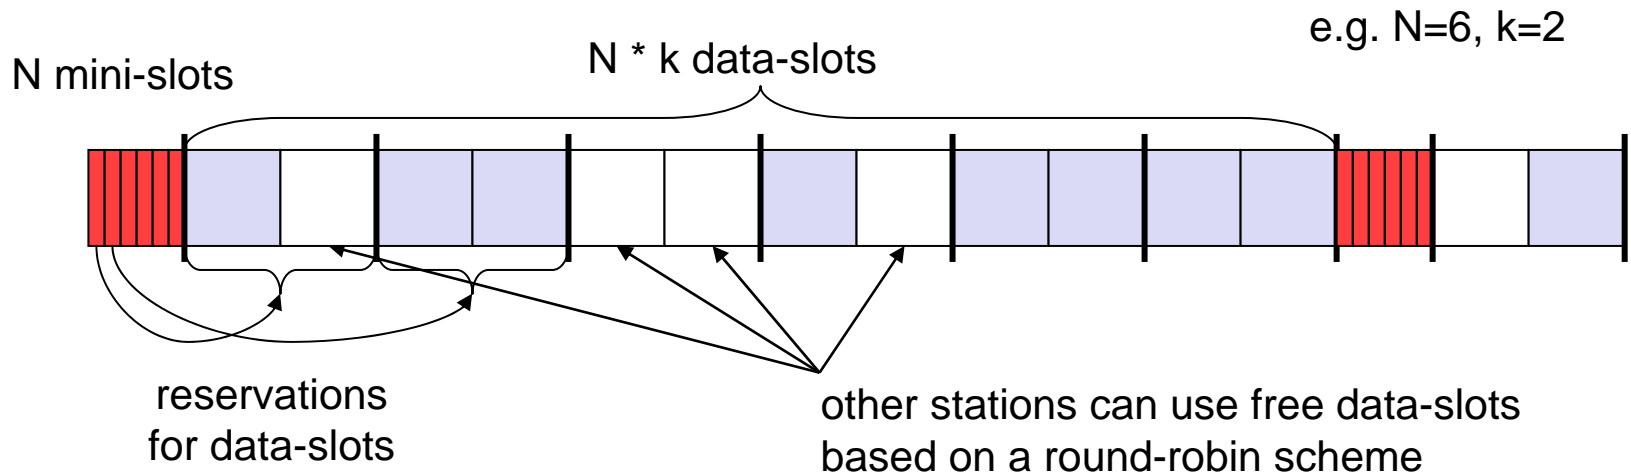 e.g. N=6, k=2
N * k data-slots
N mini-slots
reservations
for data-slots
other stations can use free data-slots
based on a round-robin scheme